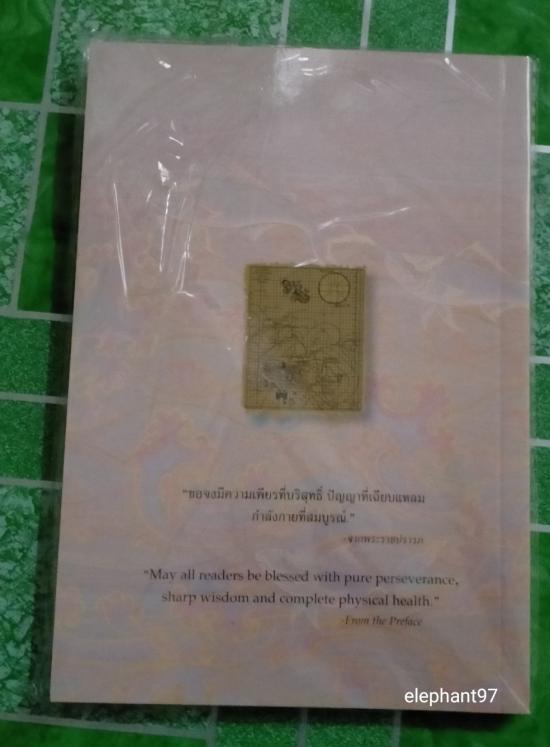 "ขอจงมีความเพียรที่บริสุทธิ์ ปัญญาที่เฉียบแหลม
กำลังกายที่สมบูรณ์."
-จากพระราชปรารภ
"May all readers be blessed with pure perseverance,
sharp wisdom and complete physical health."
-From the Preface
elephant97